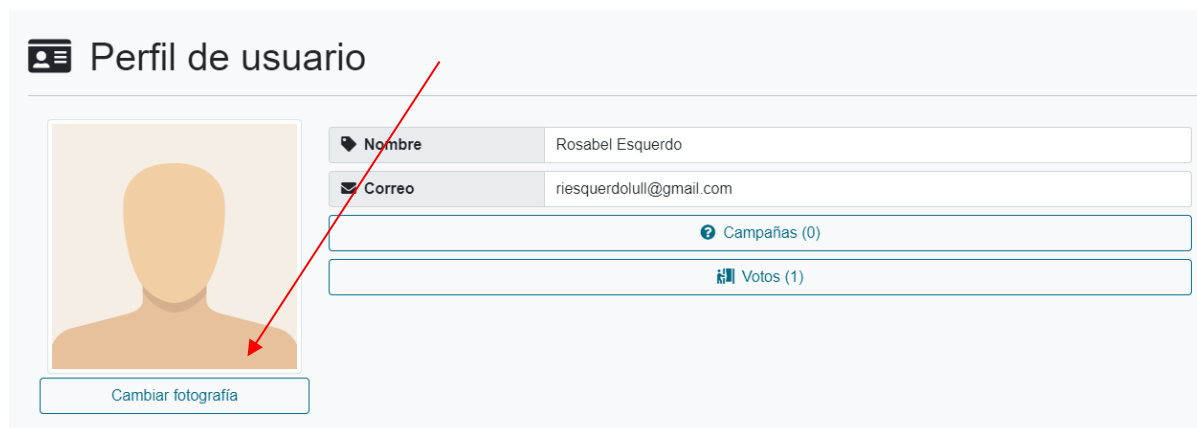 Perfil de usuario
Nombre Rosabel Esquerdo
Correo riesquerdolull@gmail.com
Campañas (0)
Votos (1)
Cambiar fotografía